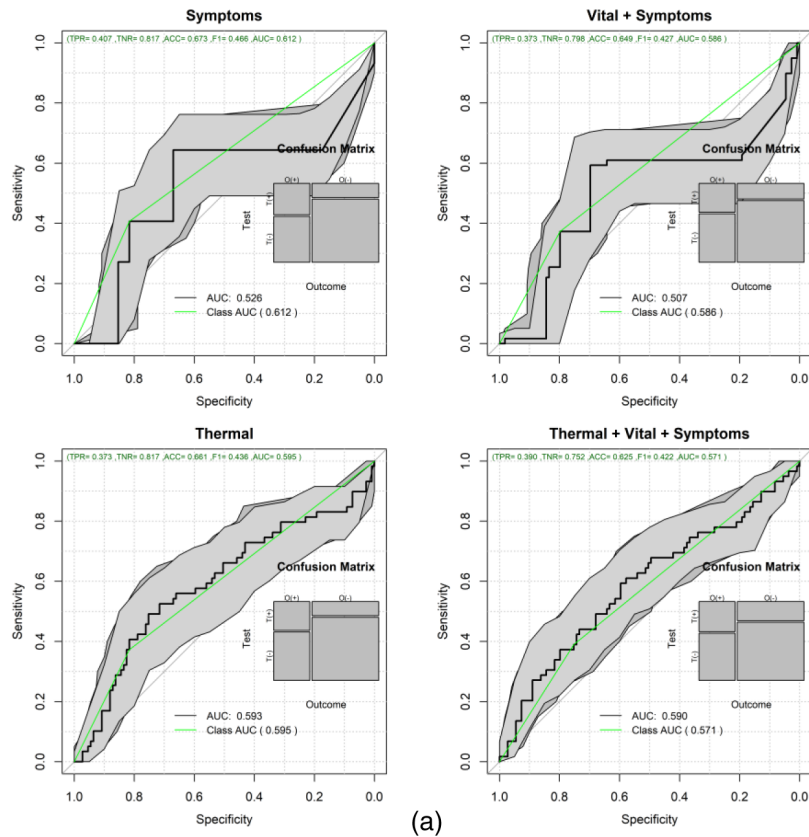 Symptoms
(TPR= 0.407 ,TNR= 0.817 ,ACC= 0.673 ,F1= 0.466 ,AUC= 0.612 )
1.0
0.8
0.6
0.4
0.2
0.0
Sensitivity
Confusion Matrix
O(+) O(-)
T(+)
T(-)
Test
Outcome
AUC: 0.526
Class AUC ( 0.612 )
1.0 0.8 0.6 0.4 0.2 0.0
Specificity
Vital + Symptoms
(TPR= 0.373 ,TNR= 0.798 ,ACC= 0.649 ,F1= 0.427 ,AUC= 0.586 )
1.0
0.8
0.6
0.4
0.2
0.0
Sensitivity
Confusion Matrix
O(+) O(-)
T(+)
T(-)
Test
Outcome
AUC: 0.507
Class AUC ( 0.586 )
1.0 0.8 0.6 0.4 0.2 0.0
Specificity
Thermal
(TPR= 0.373 ,TNR= 0.817 ,ACC= 0.661 ,F1= 0.436 ,AUC= 0.595 )
1.0
0.8
0.6
0.4
0.2
0.0
Sensitivity
Confusion Matrix
O(+) O(-)
T(+)
T(-)
Test
Outcome
AUC: 0.593
Class AUC ( 0.595 )
1.0 0.8 0.6 0.4 0.2 0.0
Specificity
Thermal + Vital + Symptoms
(TPR= 0.390 ,TNR= 0.752 ,ACC= 0.625 ,F1= 0.422 ,AUC= 0.571 )
1.0
0.8
0.6
0.4
0.2
0.0
Sensitivity
Confusion Matrix
O(+) O(-)
T(+)
T(-)
Test
Outcome
AUC: 0.590
Class AUC ( 0.571 )
1.0 0.8 0.6 0.4 0.2 0.0
Specificity
(a)